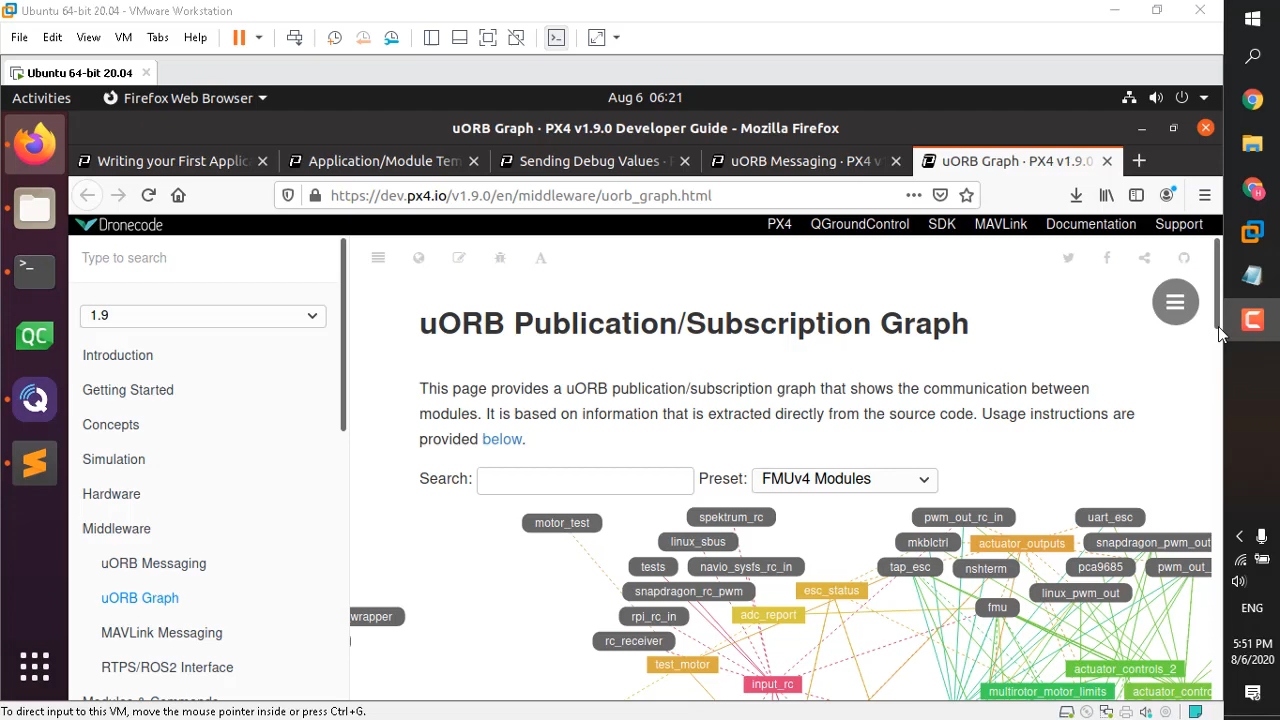 Ubuntu 64-bit 20.04 - VMware Workstation
File Edit View VM Tabs Help
Ubuntu 64-bit 20.04
Activities Firefox Web Browser Aug 6 06:21
uORB Graph · PX4 v1.9.0 Developer Guide - Mozilla Firefox
Writing your First Applic
Application/Module Tem
Sending Debug Values ·
uORB Messaging · PX4 v
uORB Graph · PX4 v1.9.0
https://dev.px4.io/v1.9.0/en/middleware/uorb_graph.html
Dronecode PX4 QGroundControl SDK MAVLink Documentation Support
Type to search
1.9
Introduction
Getting Started
Concepts
Simulation
Hardware
Middleware
uORB Messaging
uORB Graph
MAVLink Messaging
RTPS/ROS2 Interface
uORB Publication/Subscription Graph
This page provides a uORB publication/subscription graph that shows the communication between
modules. It is based on information that is extracted directly from the source code. Usage instructions are
provided below.
Search: Preset: FMUv4 Modules
motor_test spektrum_rc pwm_out_rc_in uart_esc
linux_sbus mkblctrl actuator_outputs snapdragon_pwm_out
tests navio_sysfs_rc_in tap_esc nshterm pca9685 pwm_out_
snapdragon_rc_pwm esc_status linux_pwm_out
wrapper rpi_rc_in adc_report fmu
rc_receiver
test_motor actuator_controls_2
input_rc multirotor_motor_limits actuator_contro
QC
ENG
5:51 PM
8/6/2020
To direct input to this VM, move the mouse pointer inside or press Ctrl+G.